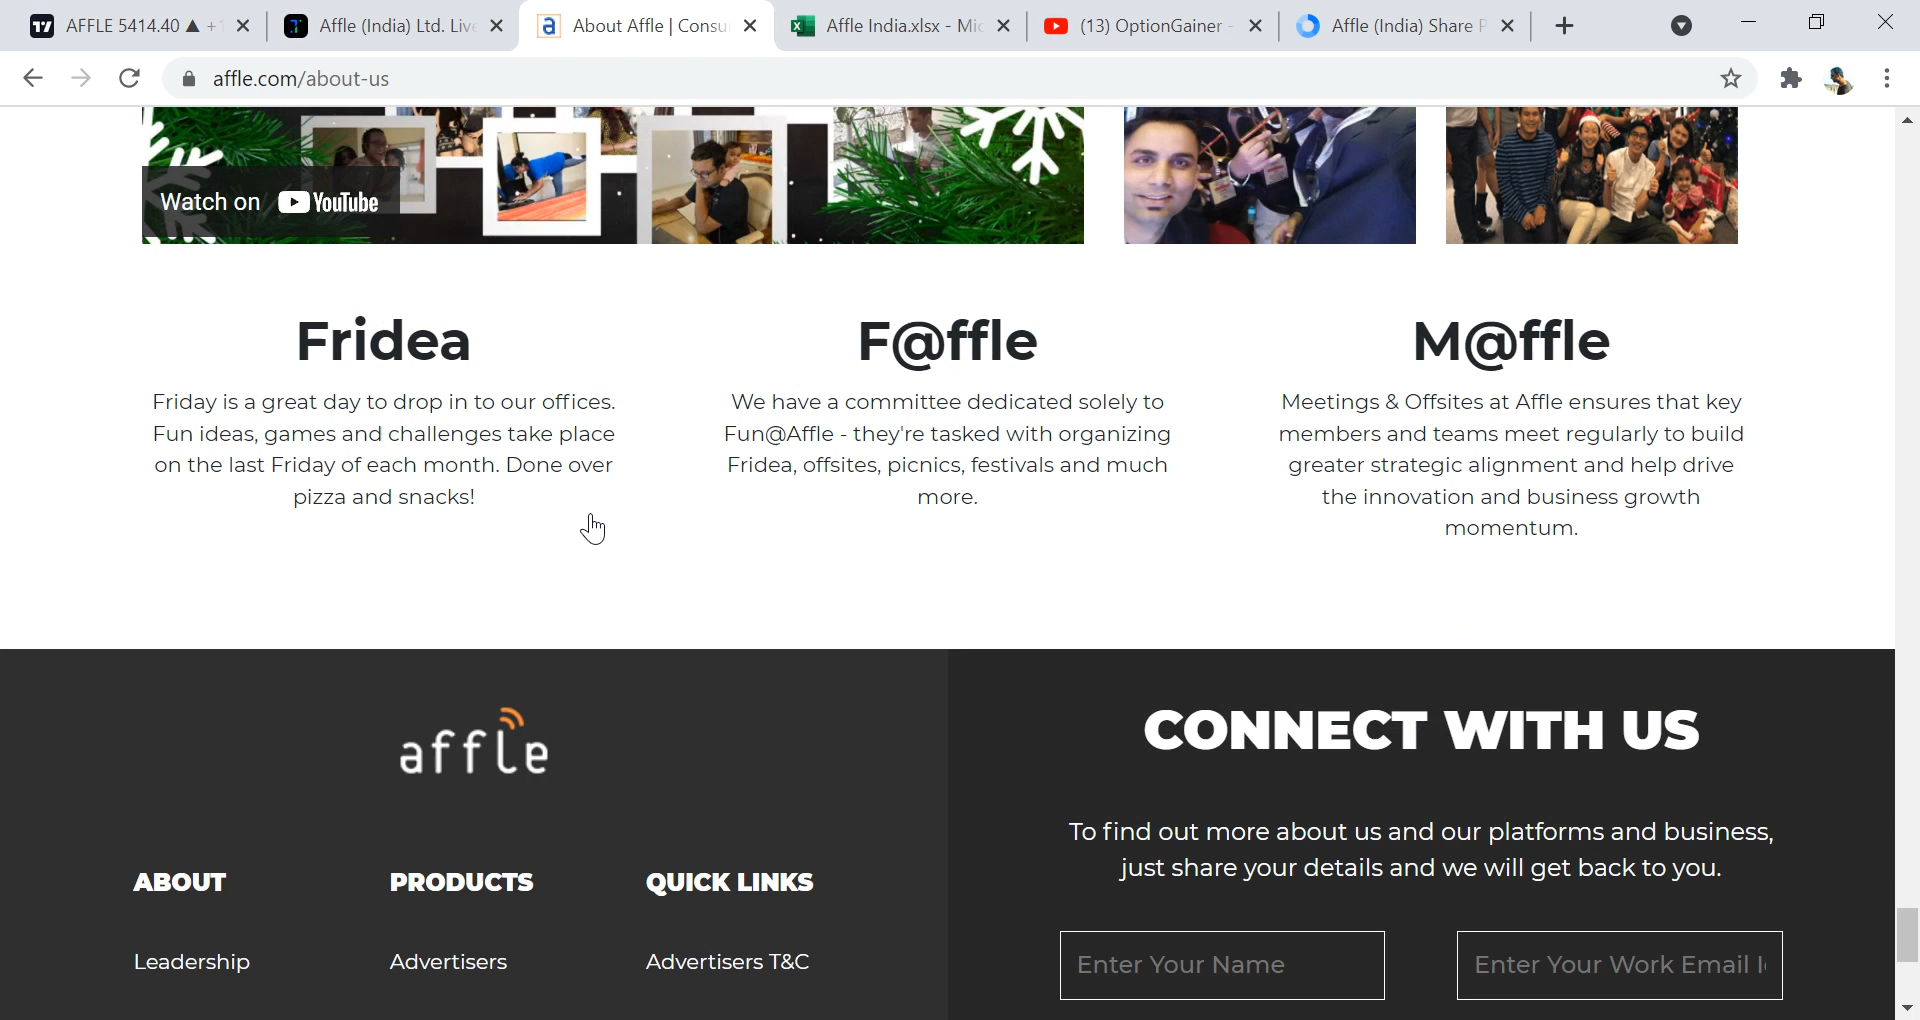 AFFLE 5414.40 ▲ +1
Affle (India) Ltd. Live
About Affle | Consu
Affle India.xlsx - Mic
(13) OptionGainer -
Affle (India) Share P
affle.com/about-us
Watch on YouTube
Fridea
Friday is a great day to drop in to our offices.
Fun ideas, games and challenges take place
on the last Friday of each month. Done over
pizza and snacks!
F@ffle
We have a committee dedicated solely to
Fun@Affle - they're tasked with organizing
Fridea, offsites, picnics, festivals and much
more.
M@ffle
Meetings & Offsites at Affle ensures that key
members and teams meet regularly to build
greater strategic alignment and help drive
the innovation and business growth
momentum.
affle
ABOUT
PRODUCTS
QUICK LINKS
Leadership
Advertisers
Advertisers T&C
CONNECT WITH US
To find out more about us and our platforms and business,
just share your details and we will get back to you.
Enter Your Name
Enter Your Work Email I